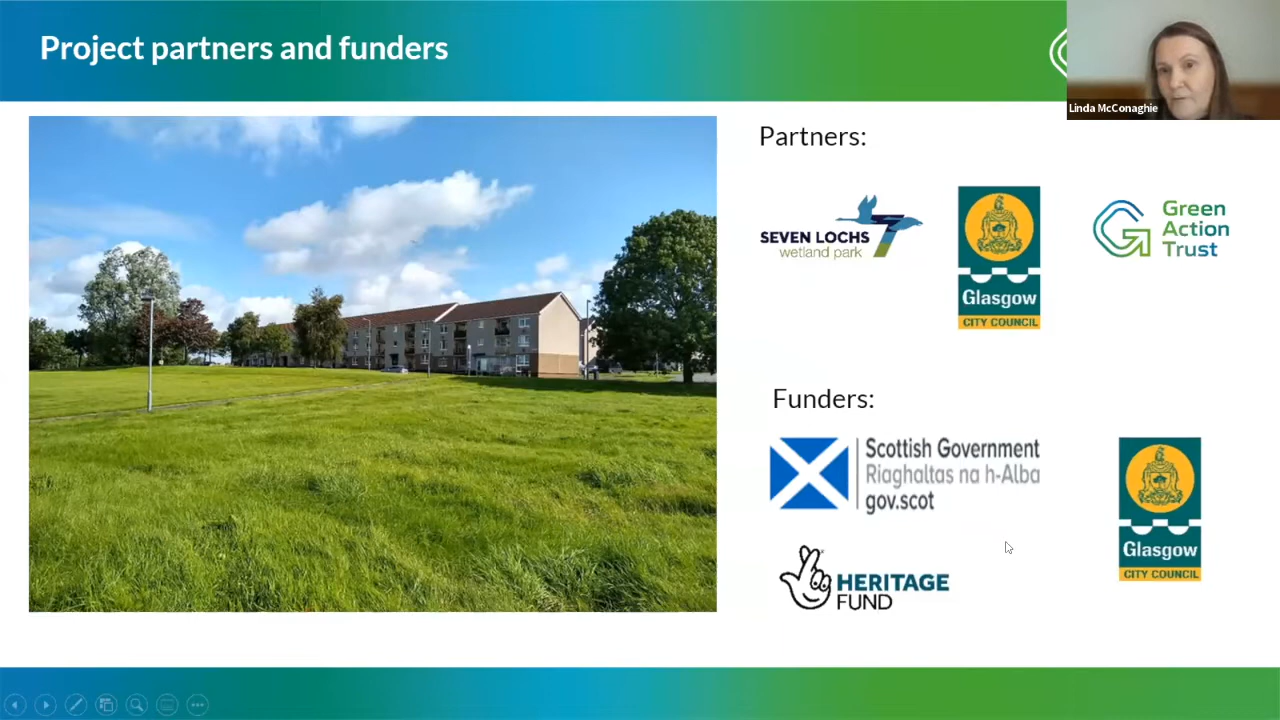 Project partners and funders
Linda McConaghie
Partners:
SEVEN LOCHS
wetland park
7
Glasgow
CITY COUNCIL
Green
Action
Trust
Funders:
Scottish Government
Riaghaltas na h-Alba
gov.scot
Glasgow
CITY COUNCIL
HERITAGE
FUND